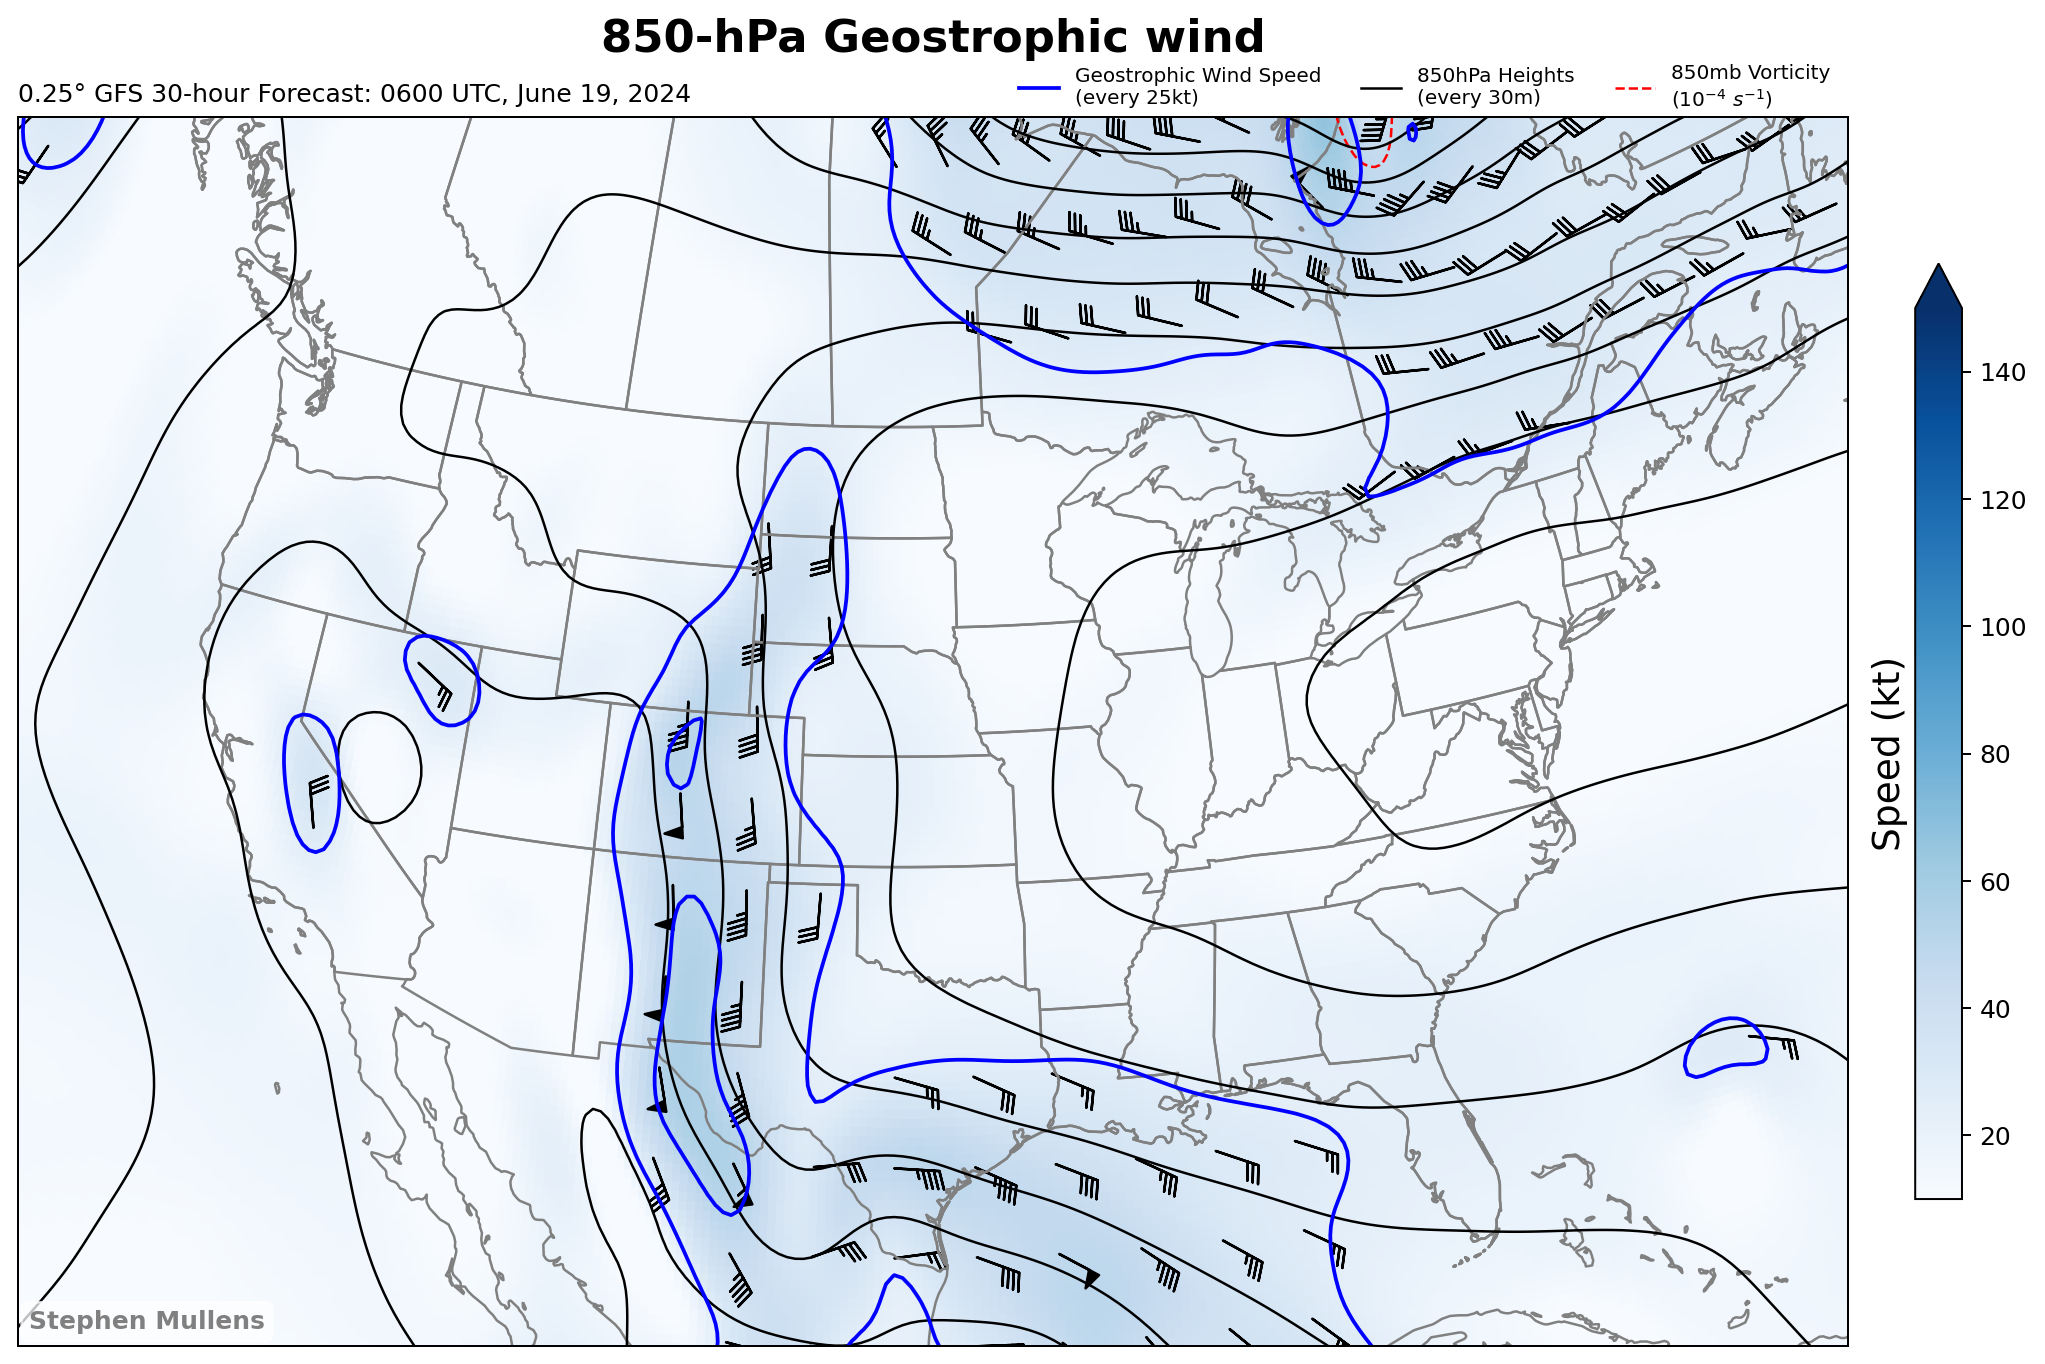 850-hPa Geostrophic wind
0.25° GFS 30-hour Forecast: 0600 UTC, June 19, 2024
Geostrophic Wind Speed
(every 25kt)
850hPa Heights
(every 30m)
850mb Vorticity
(10⁻⁴ s⁻¹)
140
120
100
80
60
40
20
Speed (kt)
Stephen Mullens